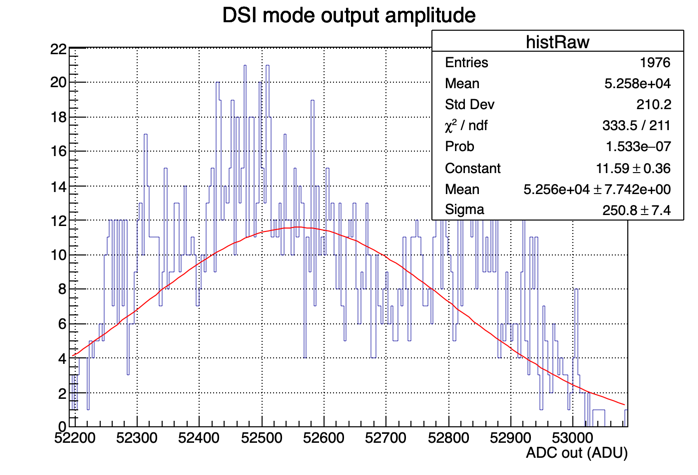 DSI mode output amplitude
histRaw
Entries 1976
Mean 5.258e+04
Std Dev 210.2
χ² / ndf 333.5 / 211
Prob 1.533e−07
Constant 11.59 ± 0.36
Mean 5.256e+04 ± 7.742e+00
Sigma 250.8 ± 7.4
22
20
18
16
14
12
10
8
6
4
2
0
52200 52300 52400 52500 52600 52700 52800 52900 53000
ADC out (ADU)